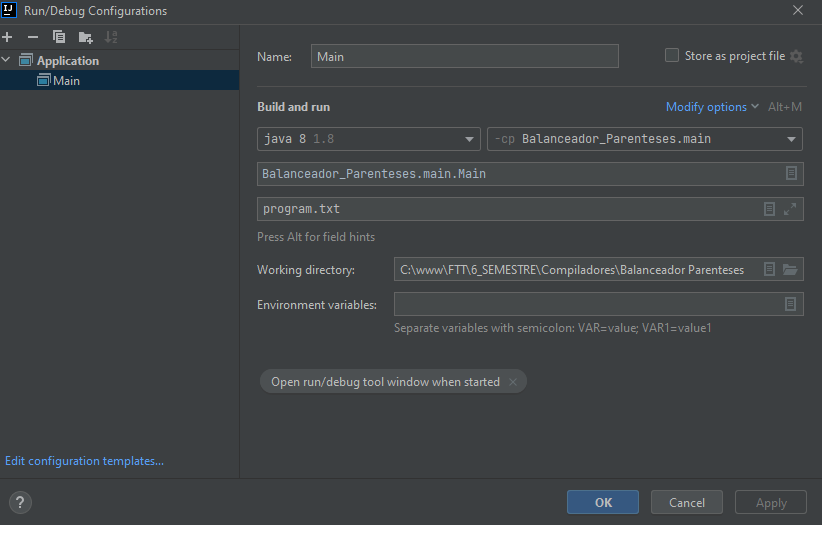 IJ Run/Debug Configurations
Application
Main
Edit configuration templates...
?
Name: Main Store as project file
Build and run Modify options Alt+M
java 8 1.8 -cp Balanceador_Parenteses.main
Balanceador_Parenteses.main.Main
program.txt
Press Alt for field hints
Working directory: C:\www\FTT\6_SEMESTRE\Compiladores\Balanceador Parenteses
Environment variables:
Separate variables with semicolon: VAR=value; VAR1=value1
Open run/debug tool window when started
OK Cancel Apply